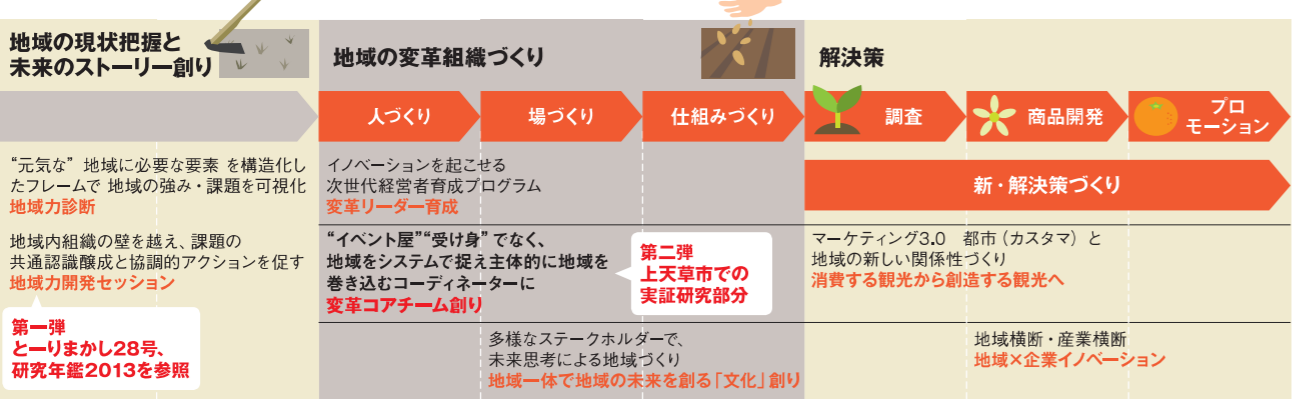 地域の現状把握と
未来のストーリー創り
地域の変革組織づくり
解決策
人づくり
場づくり
仕組みづくり
調査
商品開発
プロ
モーション
“元気な”地域に必要な要素 を構造化し
たフレームで 地域の強み・課題を可視化
地域力診断
地域内組織の壁を越え、課題の
共通認識醸成と協調的アクションを促す
地域力開発セッション
第一弾
とーりまかし28号、
研究年鑑2013を参照
イノベーションを起こせる
次世代経営者育成プログラム
変革リーダー育成
“イベント屋”“受け身”でなく、
地域をシステムで捉え主体的に地域を
巻き込むコーディネーターに
変革コアチーム創り
第二弾
上天草市での
実証研究部分
多様なステークホルダーで、
未来思考による地域づくり
地域一体で地域の未来を創る「文化」創り
新・解決策づくり
マーケティング3.0 都市（カスタマ）と
地域の新しい関係性づくり
消費する観光から創造する観光へ
地域横断・産業横断
地域×企業イノベーション